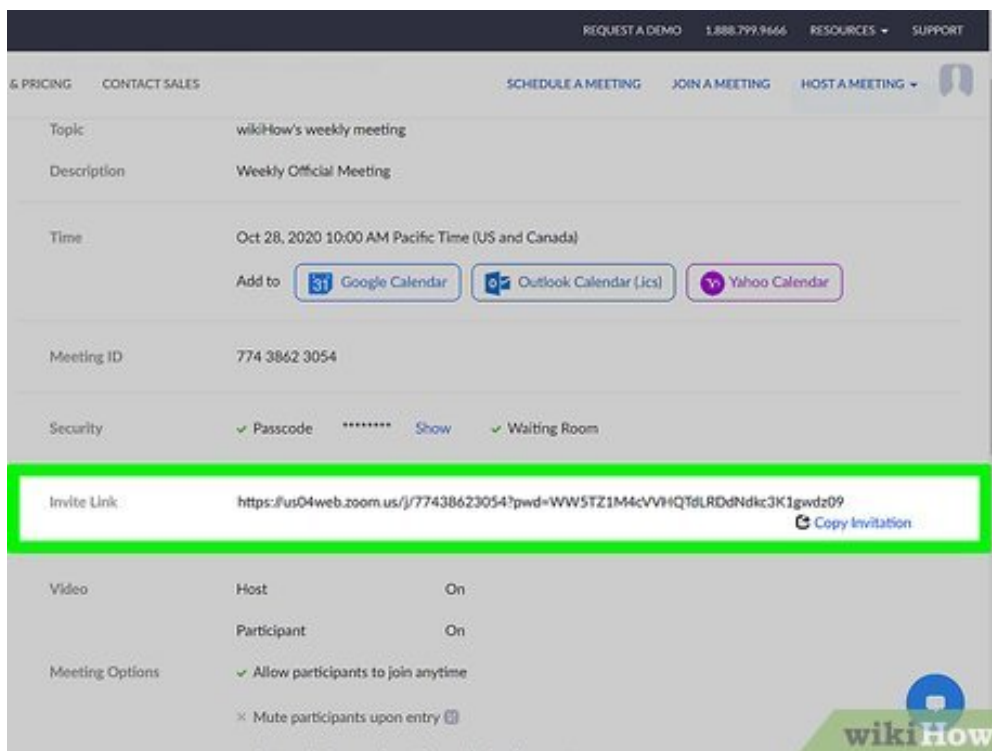 REQUEST A DEMO 1.888.799.9666 RESOURCES SUPPORT
& PRICING CONTACT SALES SCHEDULE A MEETING JOIN A MEETING HOST A MEETING
Topic wikiHow's weekly meeting
Description Weekly Official Meeting
Time Oct 28, 2020 10:00 AM Pacific Time (US and Canada)
Add to 31 Google Calendar Outlook Calendar (.ics) Yahoo Calendar
Meeting ID 774 3862 3054
Security Passcode ******** Show Waiting Room
Invite Link https://us04web.zoom.us/j/77438623054?pwd=WW5TZ1M4cVVHQTdLRDdNdkc3K1gwdz09
Copy Invitation
Video Host On
Participant On
Meeting Options Allow participants to join anytime
Mute participants upon entry
wikiHow